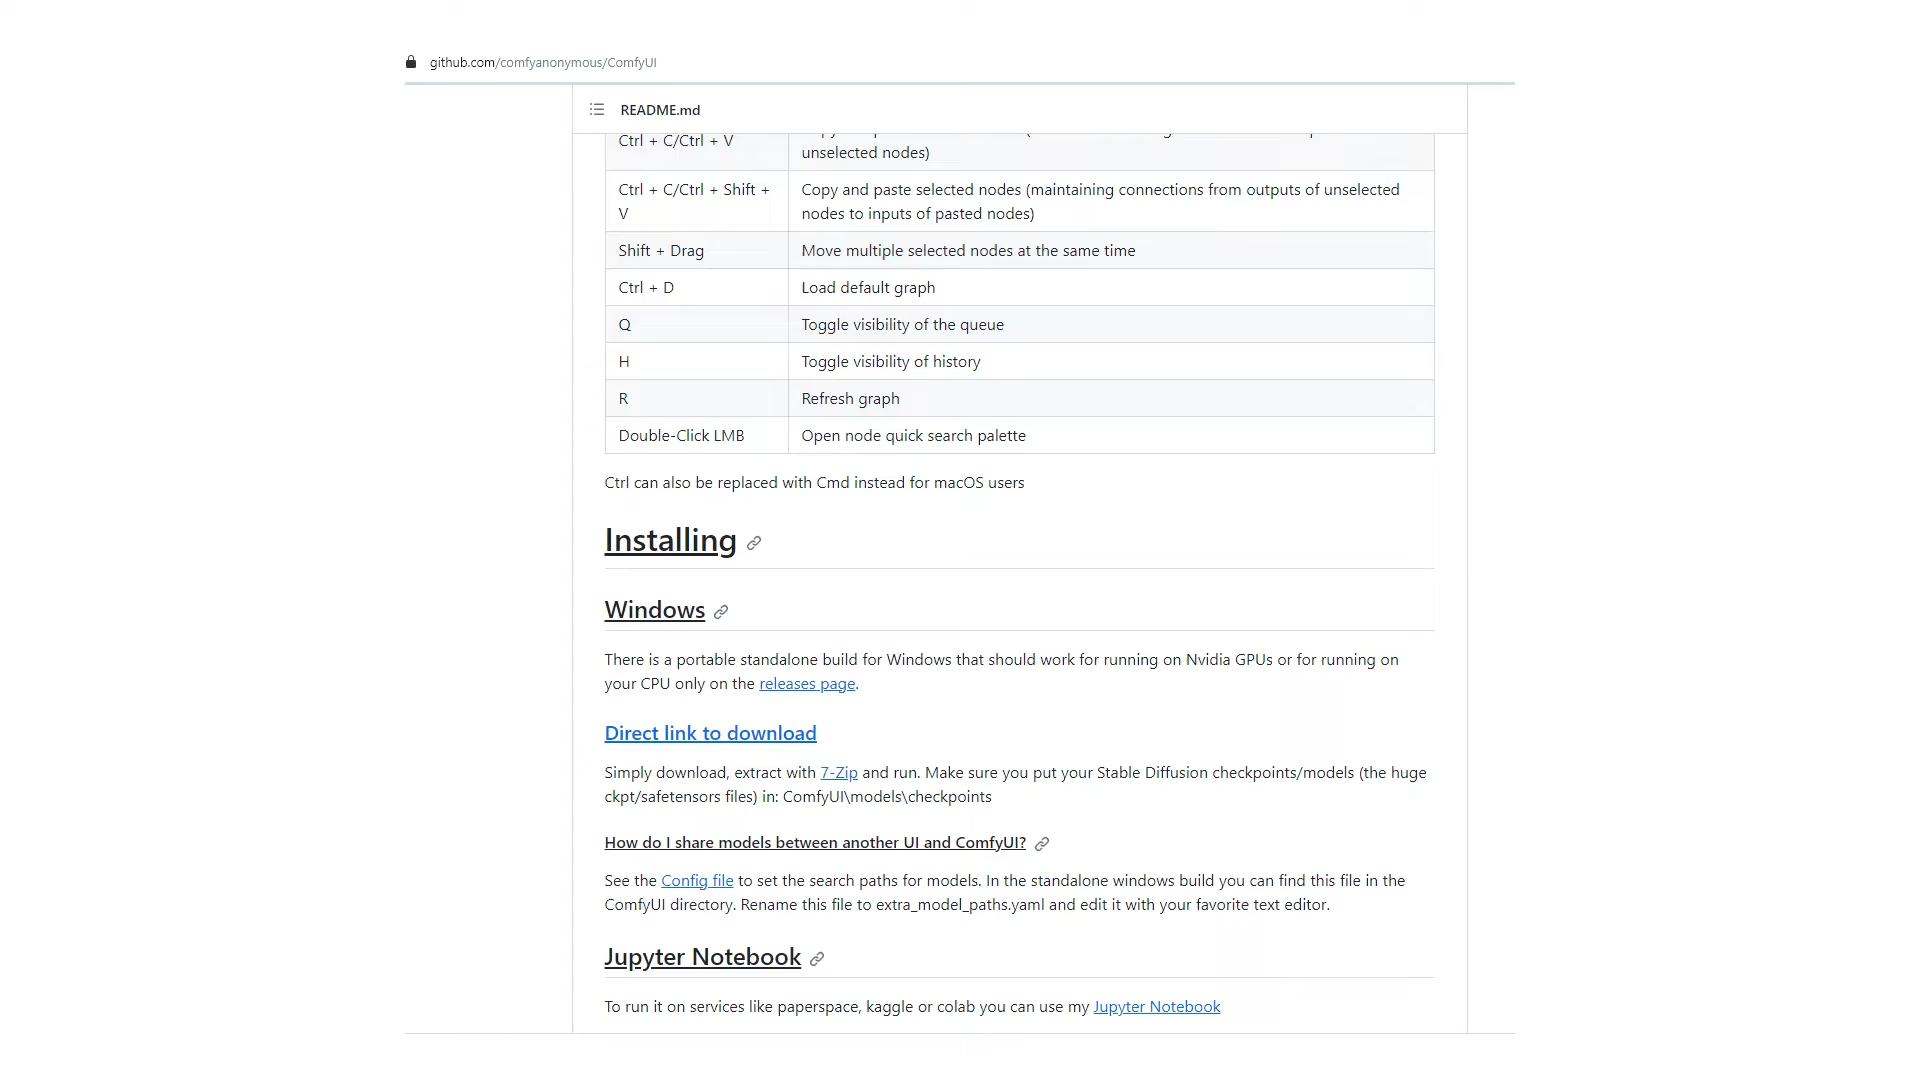 github.com/comfyanonymous/ComfyUI
README.md
Ctrl + C/Ctrl + V
unselected nodes)
Ctrl + C/Ctrl + Shift +
V
Copy and paste selected nodes (maintaining connections from outputs of unselected
nodes to inputs of pasted nodes)
Shift + Drag
Move multiple selected nodes at the same time
Ctrl + D
Load default graph
Q
Toggle visibility of the queue
H
Toggle visibility of history
R
Refresh graph
Double-Click LMB
Open node quick search palette
Ctrl can also be replaced with Cmd instead for macOS users
Installing
Windows
There is a portable standalone build for Windows that should work for running on Nvidia GPUs or for running on
your CPU only on the releases page.
Direct link to download
Simply download, extract with 7-Zip and run. Make sure you put your Stable Diffusion checkpoints/models (the huge
ckpt/safetensors files) in: ComfyUI\models\checkpoints
How do I share models between another UI and ComfyUI?
See the Config file to set the search paths for models. In the standalone windows build you can find this file in the
ComfyUI directory. Rename this file to extra_model_paths.yaml and edit it with your favorite text editor.
Jupyter Notebook
To run it on services like paperspace, kaggle or colab you can use my Jupyter Notebook